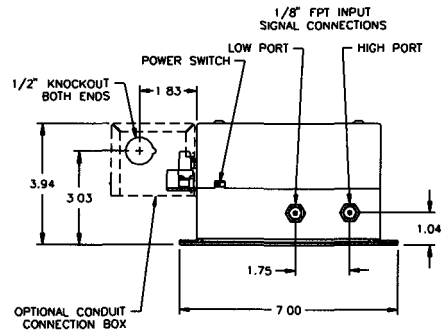 1/8" FPT INPUT
SIGNAL CONNECTIONS
LOW PORT
HIGH PORT
POWER SWITCH
1/2" KNOCKOUT
BOTH ENDS
1 83
3.94
3 03
1.04
1.75
7 00
OPTIONAL CONDUIT
CONNECTION BOX